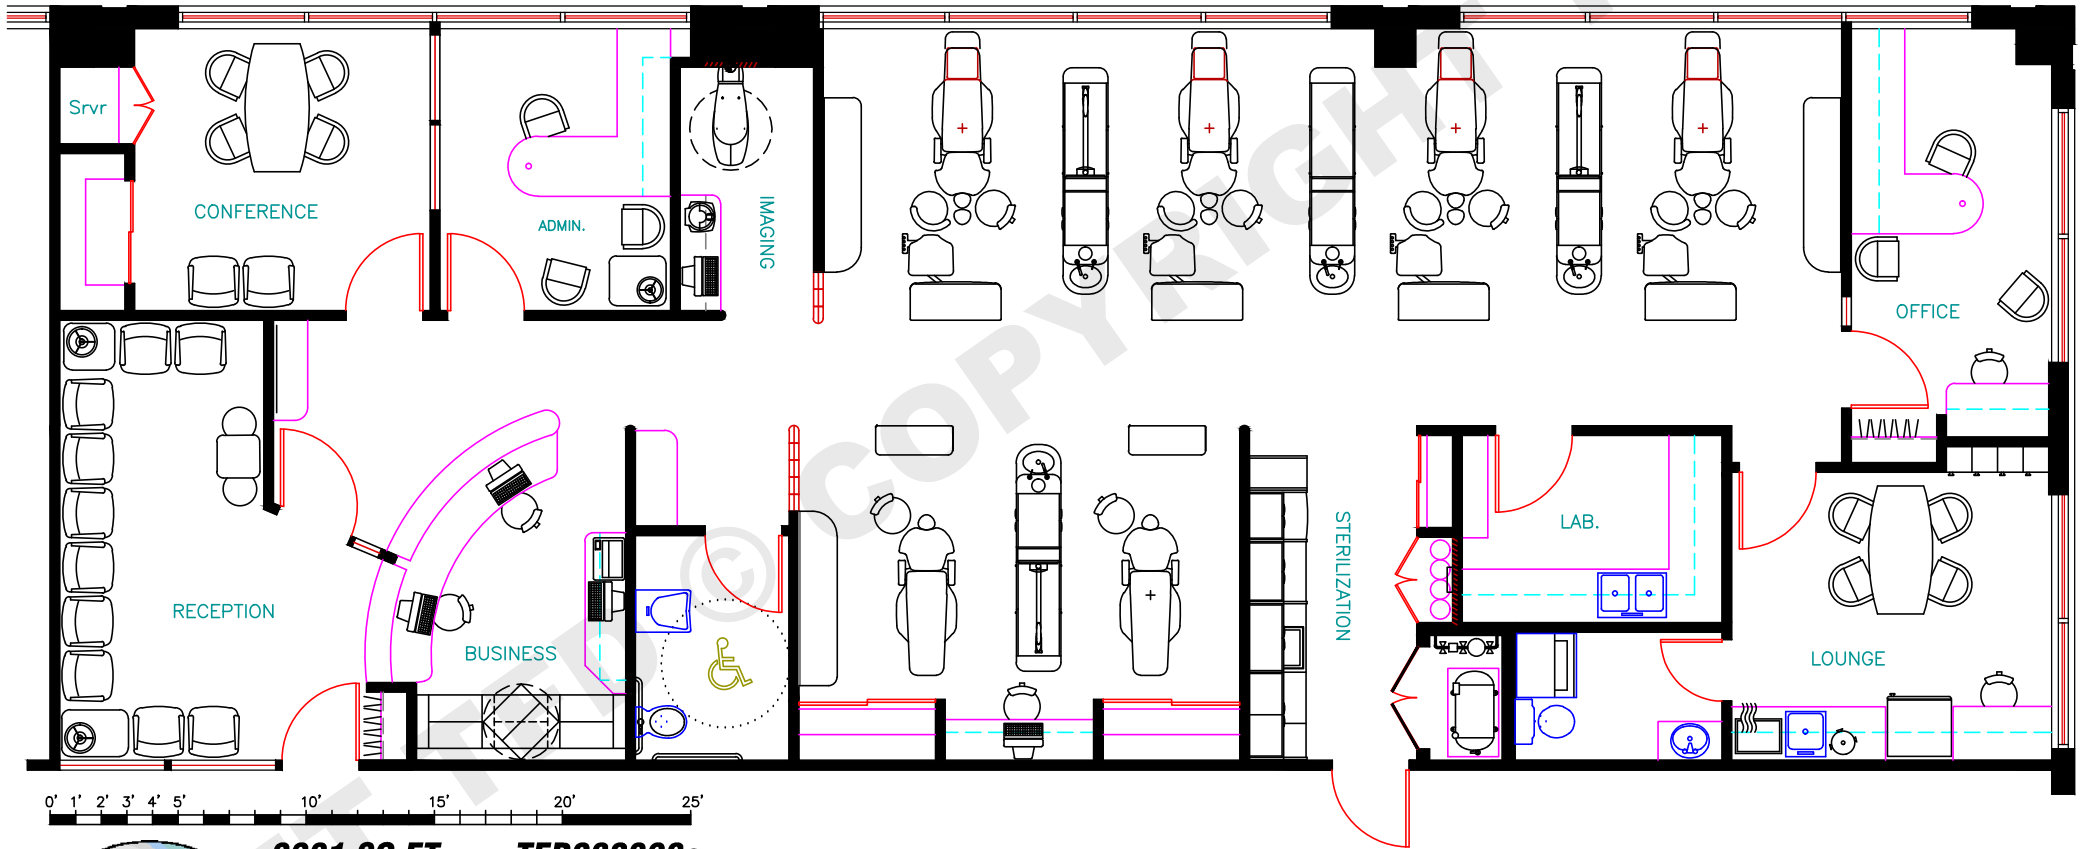 Srvr
CONFERENCE
ADMIN.
IMAGING
OFFICE
RECEPTION
BUSINESS
STERILIZATION
LAB.
LOUNGE
COPYRIGHT
©
0' 1' 2' 3' 4' 5' 10' 15' 20' 25'